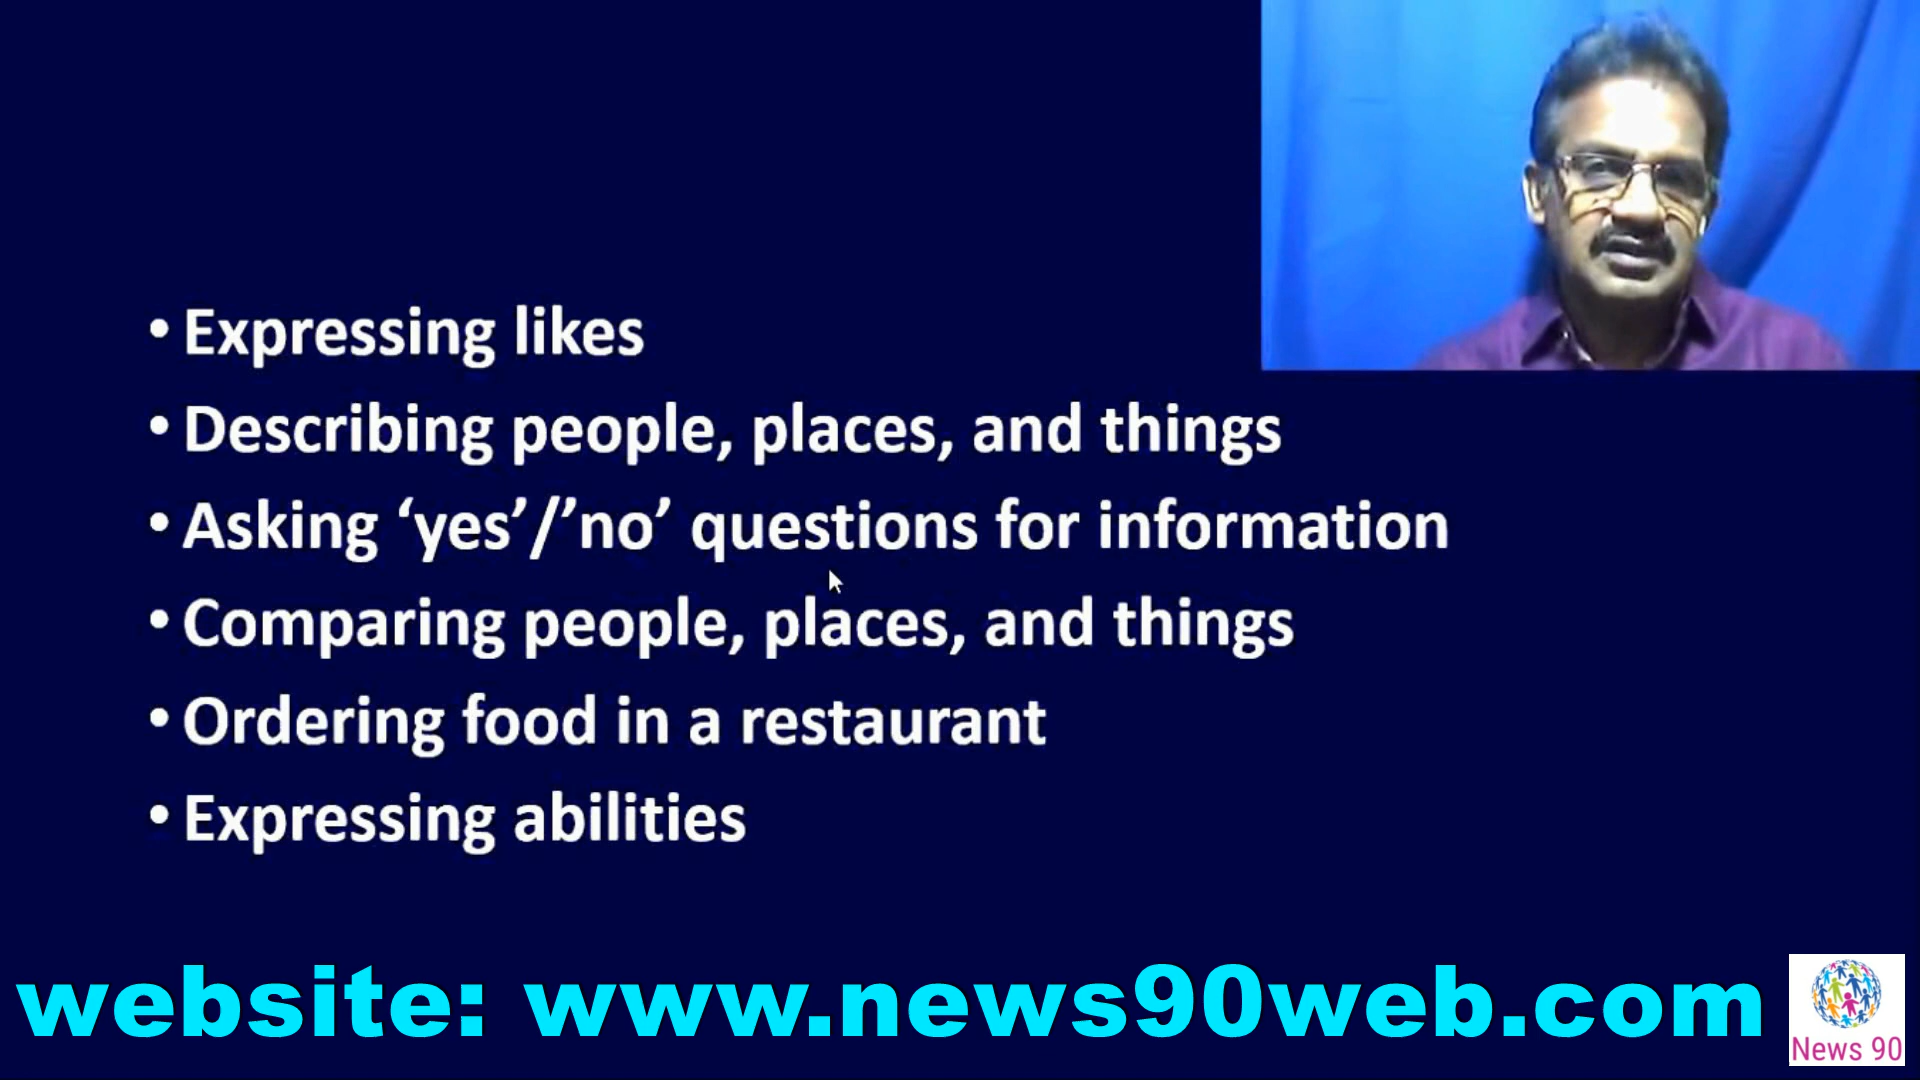 • Expressing likes
• Describing people, places, and things
• Asking ‘yes’/’no’ questions for information
• Comparing people, places, and things
• Ordering food in a restaurant
• Expressing abilities
website: www.news90web.com
News 90